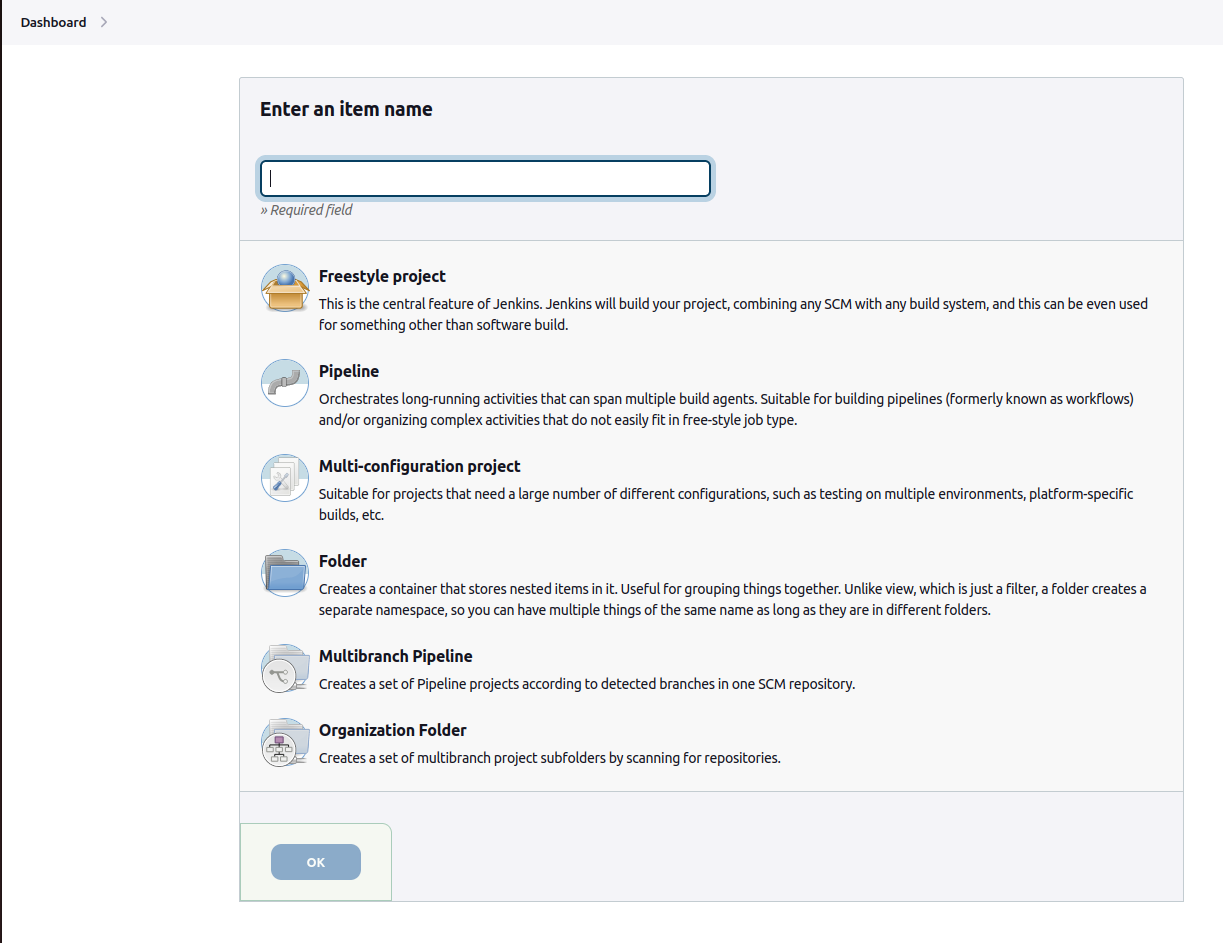 Dashboard
Enter an item name
» Required field
Freestyle project
This is the central feature of Jenkins. Jenkins will build your project, combining any SCM with any build system, and this can be even used
for something other than software build.
Pipeline
Orchestrates long-running activities that can span multiple build agents. Suitable for building pipelines (formerly known as workflows)
and/or organizing complex activities that do not easily fit in free-style job type.
Multi-configuration project
Suitable for projects that need a large number of different configurations, such as testing on multiple environments, platform-specific
builds, etc.
Folder
Creates a container that stores nested items in it. Useful for grouping things together. Unlike view, which is just a filter, a folder creates a
separate namespace, so you can have multiple things of the same name as long as they are in different folders.
Multibranch Pipeline
Creates a set of Pipeline projects according to detected branches in one SCM repository.
Organization Folder
Creates a set of multibranch project subfolders by scanning for repositories.
OK